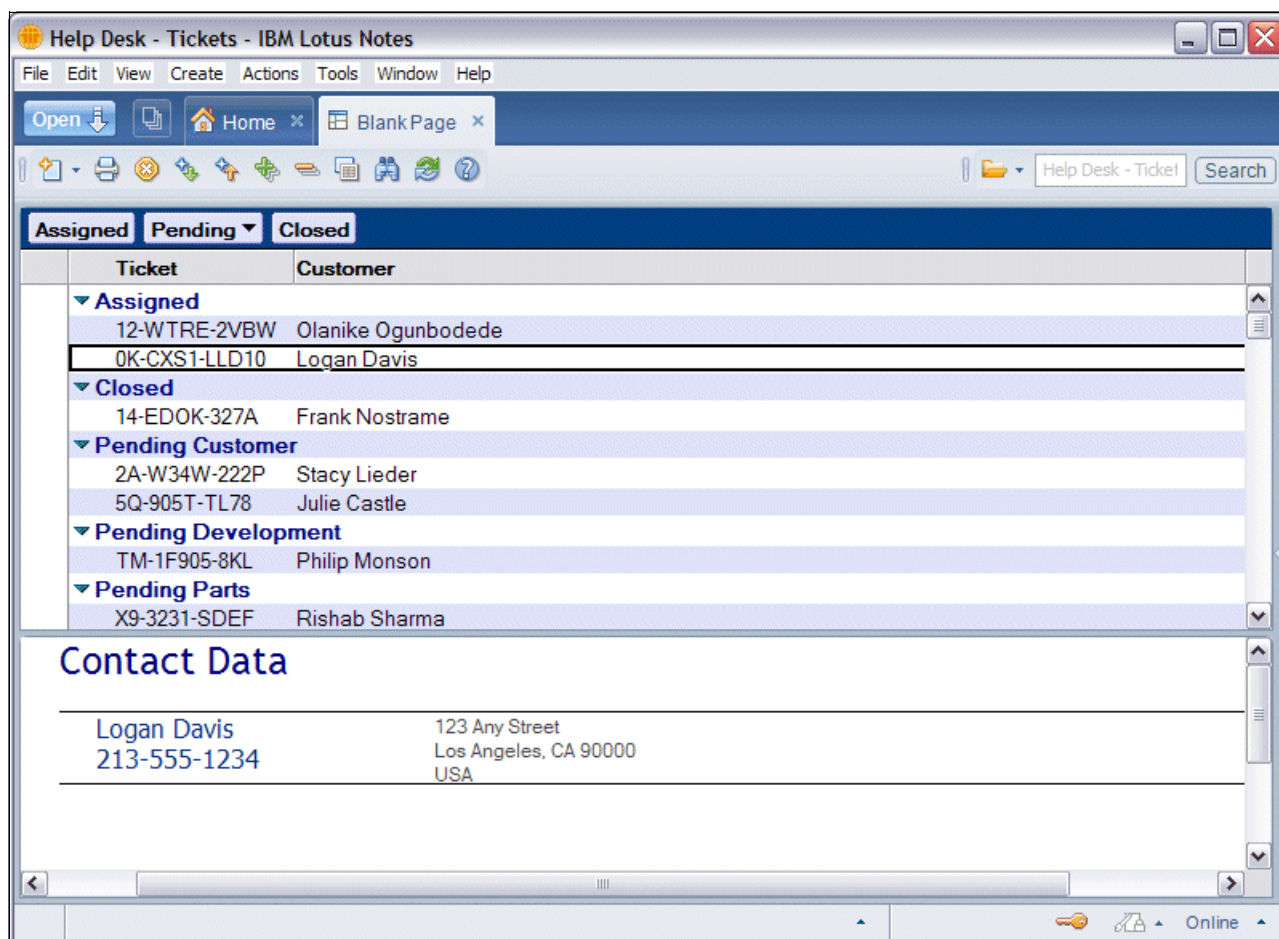 Help Desk - Tickets - IBM Lotus Notes
File Edit View Create Actions Tools Window Help
Open Home BlankPage
Help Desk - Ticket Search
Assigned Pending Closed
Ticket Customer
Assigned
12-WTRE-2VBW Olanike Ogunbodede
0K-CXS1-LLD10 Logan Davis
Closed
14-EDOK-327A Frank Nostrame
Pending Customer
2A-W34W-222P Stacy Lieder
5Q-905T-TL78 Julie Castle
Pending Development
TM-1F905-8KL Philip Monson
Pending Parts
X9-3231-SDEF Rishab Sharma
Contact Data
Logan Davis 123 Any Street
213-555-1234 Los Angeles, CA 90000
USA
Online